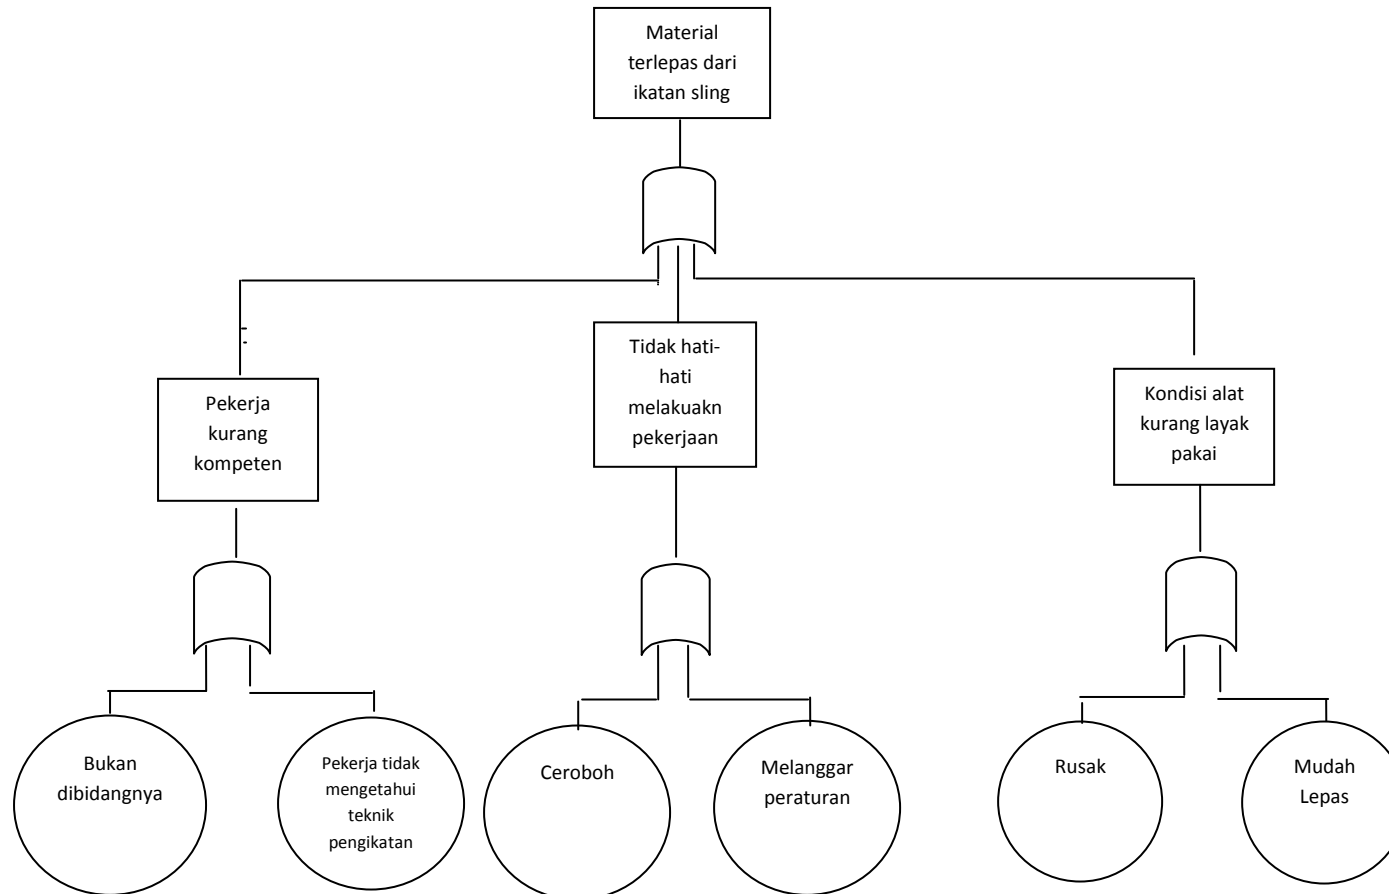 Material
terlepas dari
ikatan sling
Tidak hati-
hati
melakuakn
pekerjaan
Pekerja
kurang
kompeten
Kondisi alat
kurang layak
pakai
Bukan
dibidangnya
Pekerja tidak
mengetahui
teknik
pengikatan
Ceroboh
Melanggar
peraturan
Rusak
Mudah
Lepas